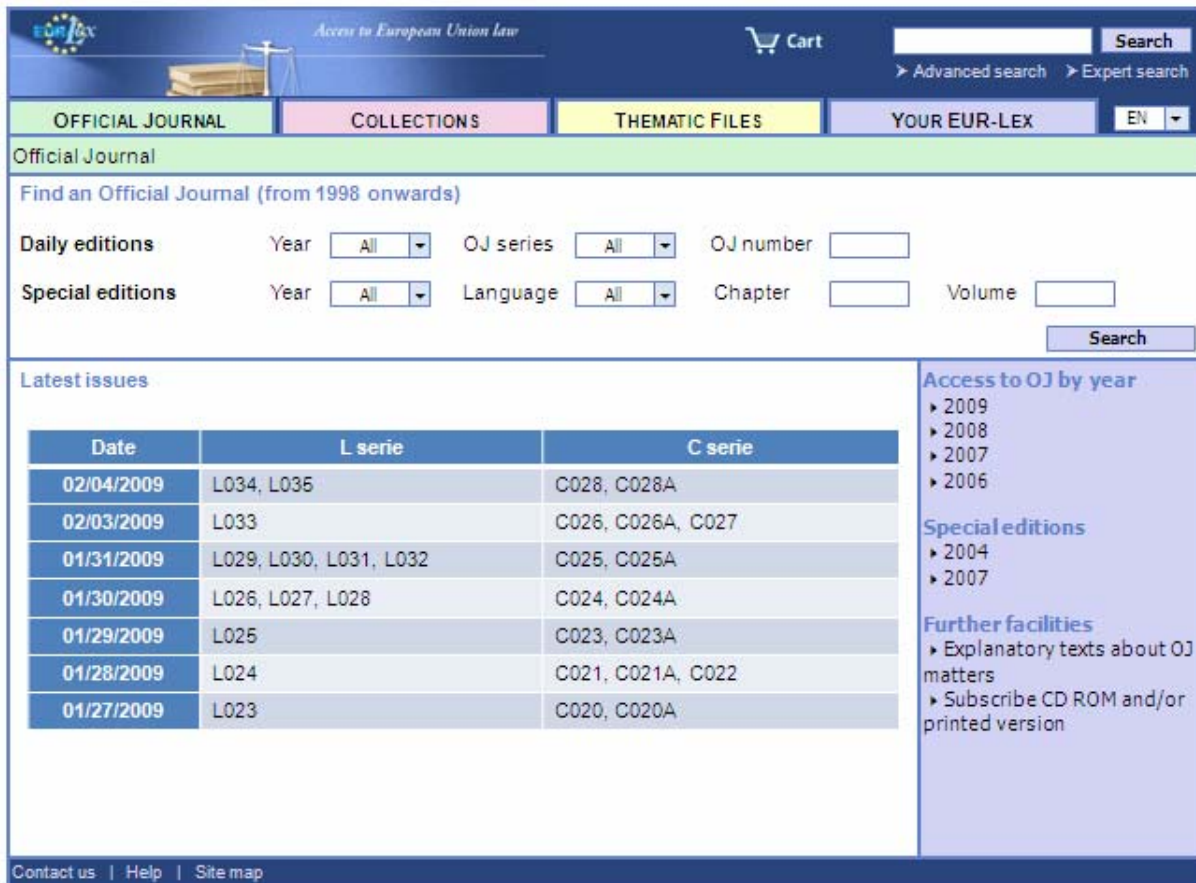 EUR-Lex
Access to European Union law
Cart
Search
Advanced search Expert search
OFFICIAL JOURNAL COLLECTIONS THEMATIC FILES YOUR EUR-LEX EN
Official Journal
Find an Official Journal (from 1998 onwards)
Daily editions Year All OJ series All OJ number
Special editions Year All Language All Chapter Volume
Search
Latest issues
Date L serie C serie
02/04/2009 L034, L035 C028, C028A
02/03/2009 L033 C026, C026A, C027
01/31/2009 L029, L030, L031, L032 C025, C025A
01/30/2009 L026, L027, L028 C024, C024A
01/29/2009 L025 C023, C023A
01/28/2009 L024 C021, C021A, C022
01/27/2009 L023 C020, C020A
Access to OJ by year
2009
2008
2007
2006
Special editions
2004
2007
Further facilities
Explanatory texts about OJ
matters
Subscribe CD ROM and/or
printed version
Contact us | Help | Site map